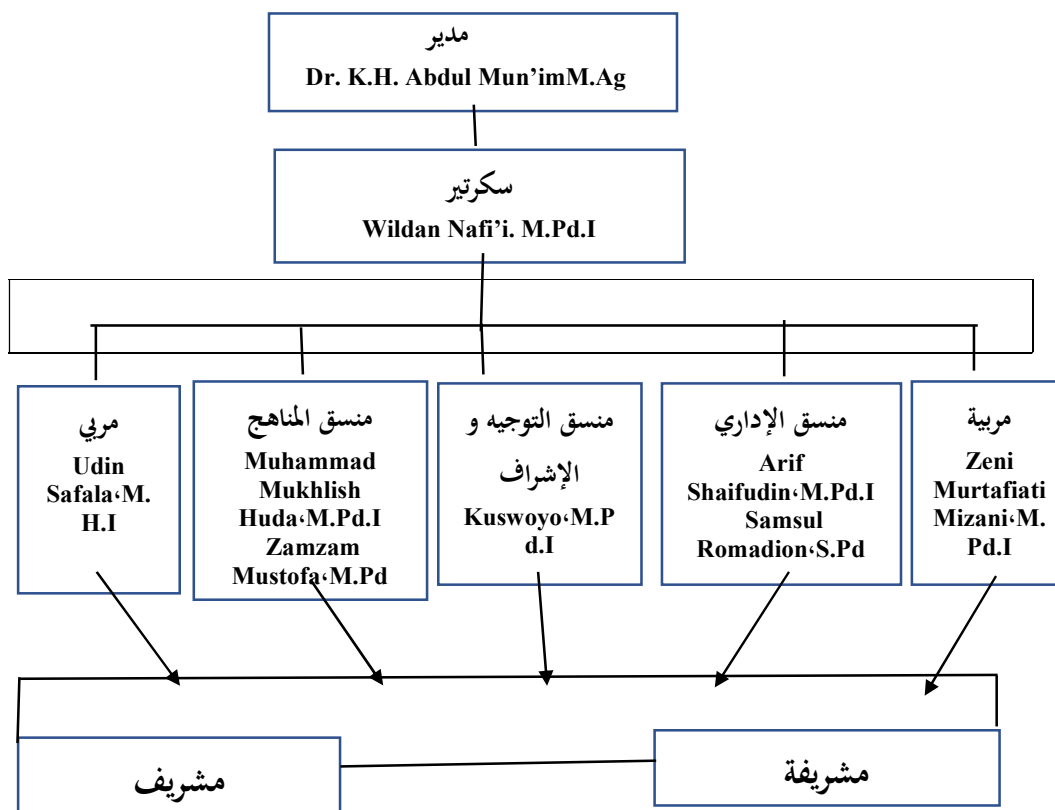 مدير
Dr. K.H. Abdul Mun’imM.Ag
سكرتير
Wildan Nafi’i. M.Pd.I
مربي
Udin
Safala،M.
H.I
منسق المناهج
Muhammad
Mukhlish
Huda،M.Pd.I
Zamzam
Mustofa،M.Pd
منسق التوجيه و
الإشراف
Kuswoyo،M.P
d.I
منسق الإداري
Arif
Shaifudin،M.Pd.I
Samsul
Romadion،S.Pd
مربية
Zeni
Murtafiati
Mizani،M.
Pd.I
مشريف
مشريفة